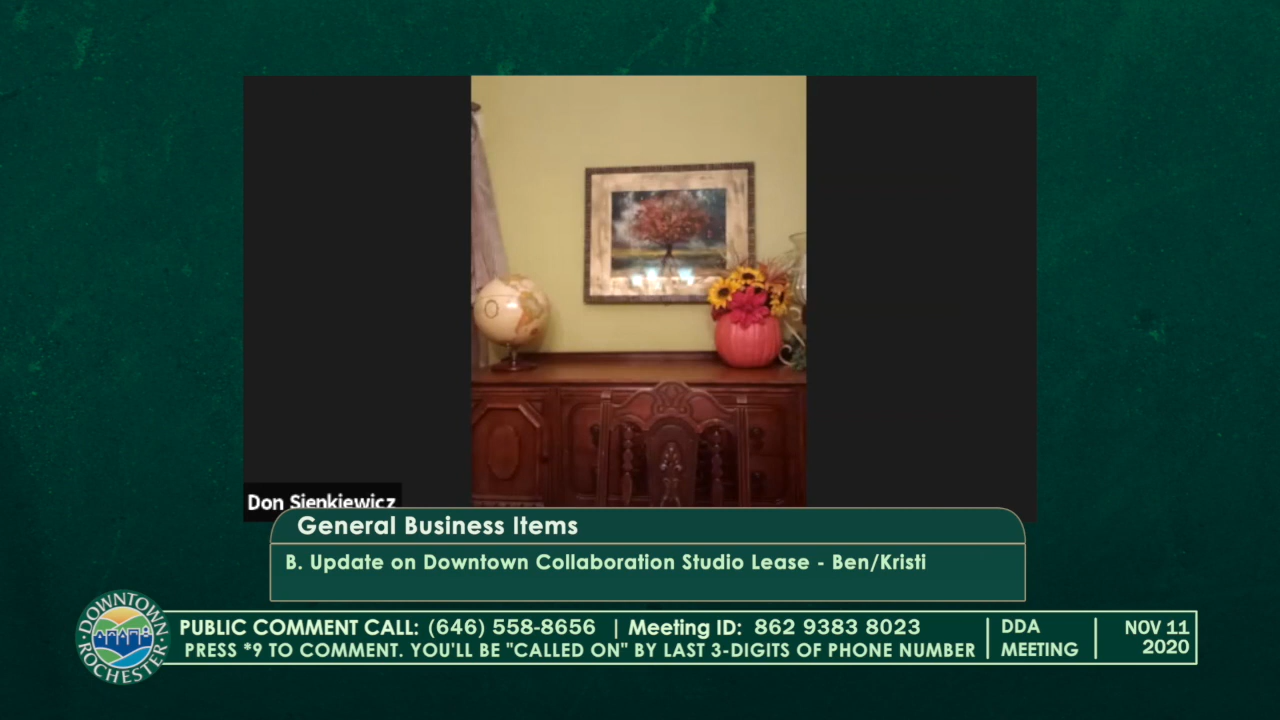 Don Sienkiewicz
General Business Items
B. Update on Downtown Collaboration Studio Lease - Ben/Kristi
PUBLIC COMMENT CALL: (646) 558-8656 | Meeting ID: 862 9383 8023
PRESS *9 TO COMMENT. YOU'LL BE "CALLED ON" BY LAST 3-DIGITS OF PHONE NUMBER
DDA
MEETING
NOV 11
2020
DOWNTOWN
ROCHESTER